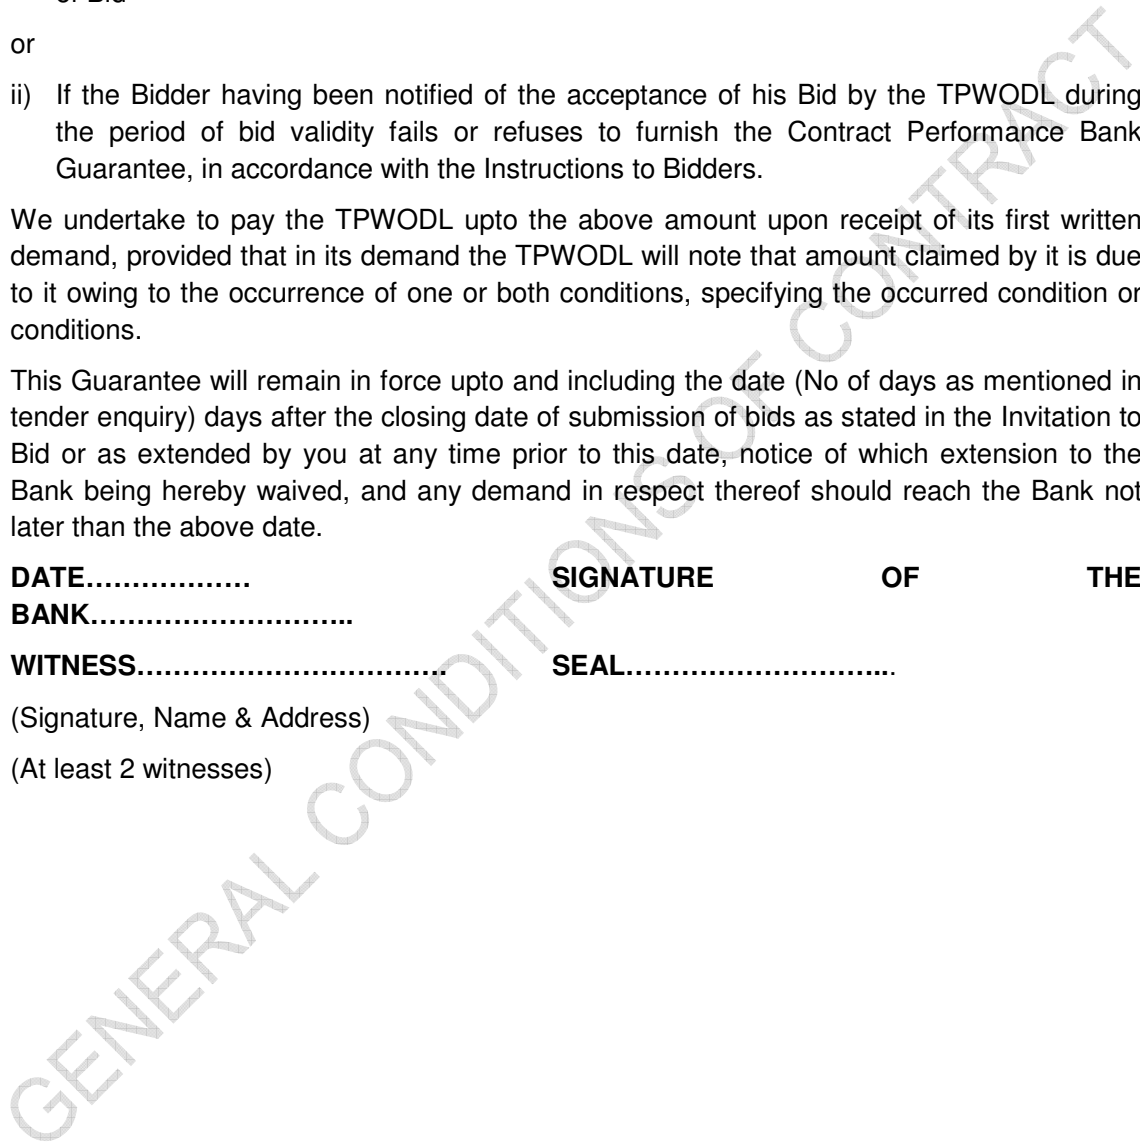 or
ii) If the Bidder having been notified of the acceptance of his Bid by the TPWODL during
the period of bid validity fails or refuses to furnish the Contract Performance Bank
Guarantee, in accordance with the Instructions to Bidders.
We undertake to pay the TPWODL upto the above amount upon receipt of its first written
demand, provided that in its demand the TPWODL will note that amount claimed by it is due
to it owing to the occurrence of one or both conditions, specifying the occurred condition or
conditions.
This Guarantee will remain in force upto and including the date (No of days as mentioned in
tender enquiry) days after the closing date of submission of bids as stated in the Invitation to
Bid or as extended by you at any time prior to this date, notice of which extension to the
Bank being hereby waived, and any demand in respect thereof should reach the Bank not
later than the above date.
DATE……………… SIGNATURE OF THE
BANK………………………..
WITNESS……………………………. SEAL………………………...
(Signature, Name & Address)
(At least 2 witnesses)
GENERAL CONDITIONS OF CONTRACT